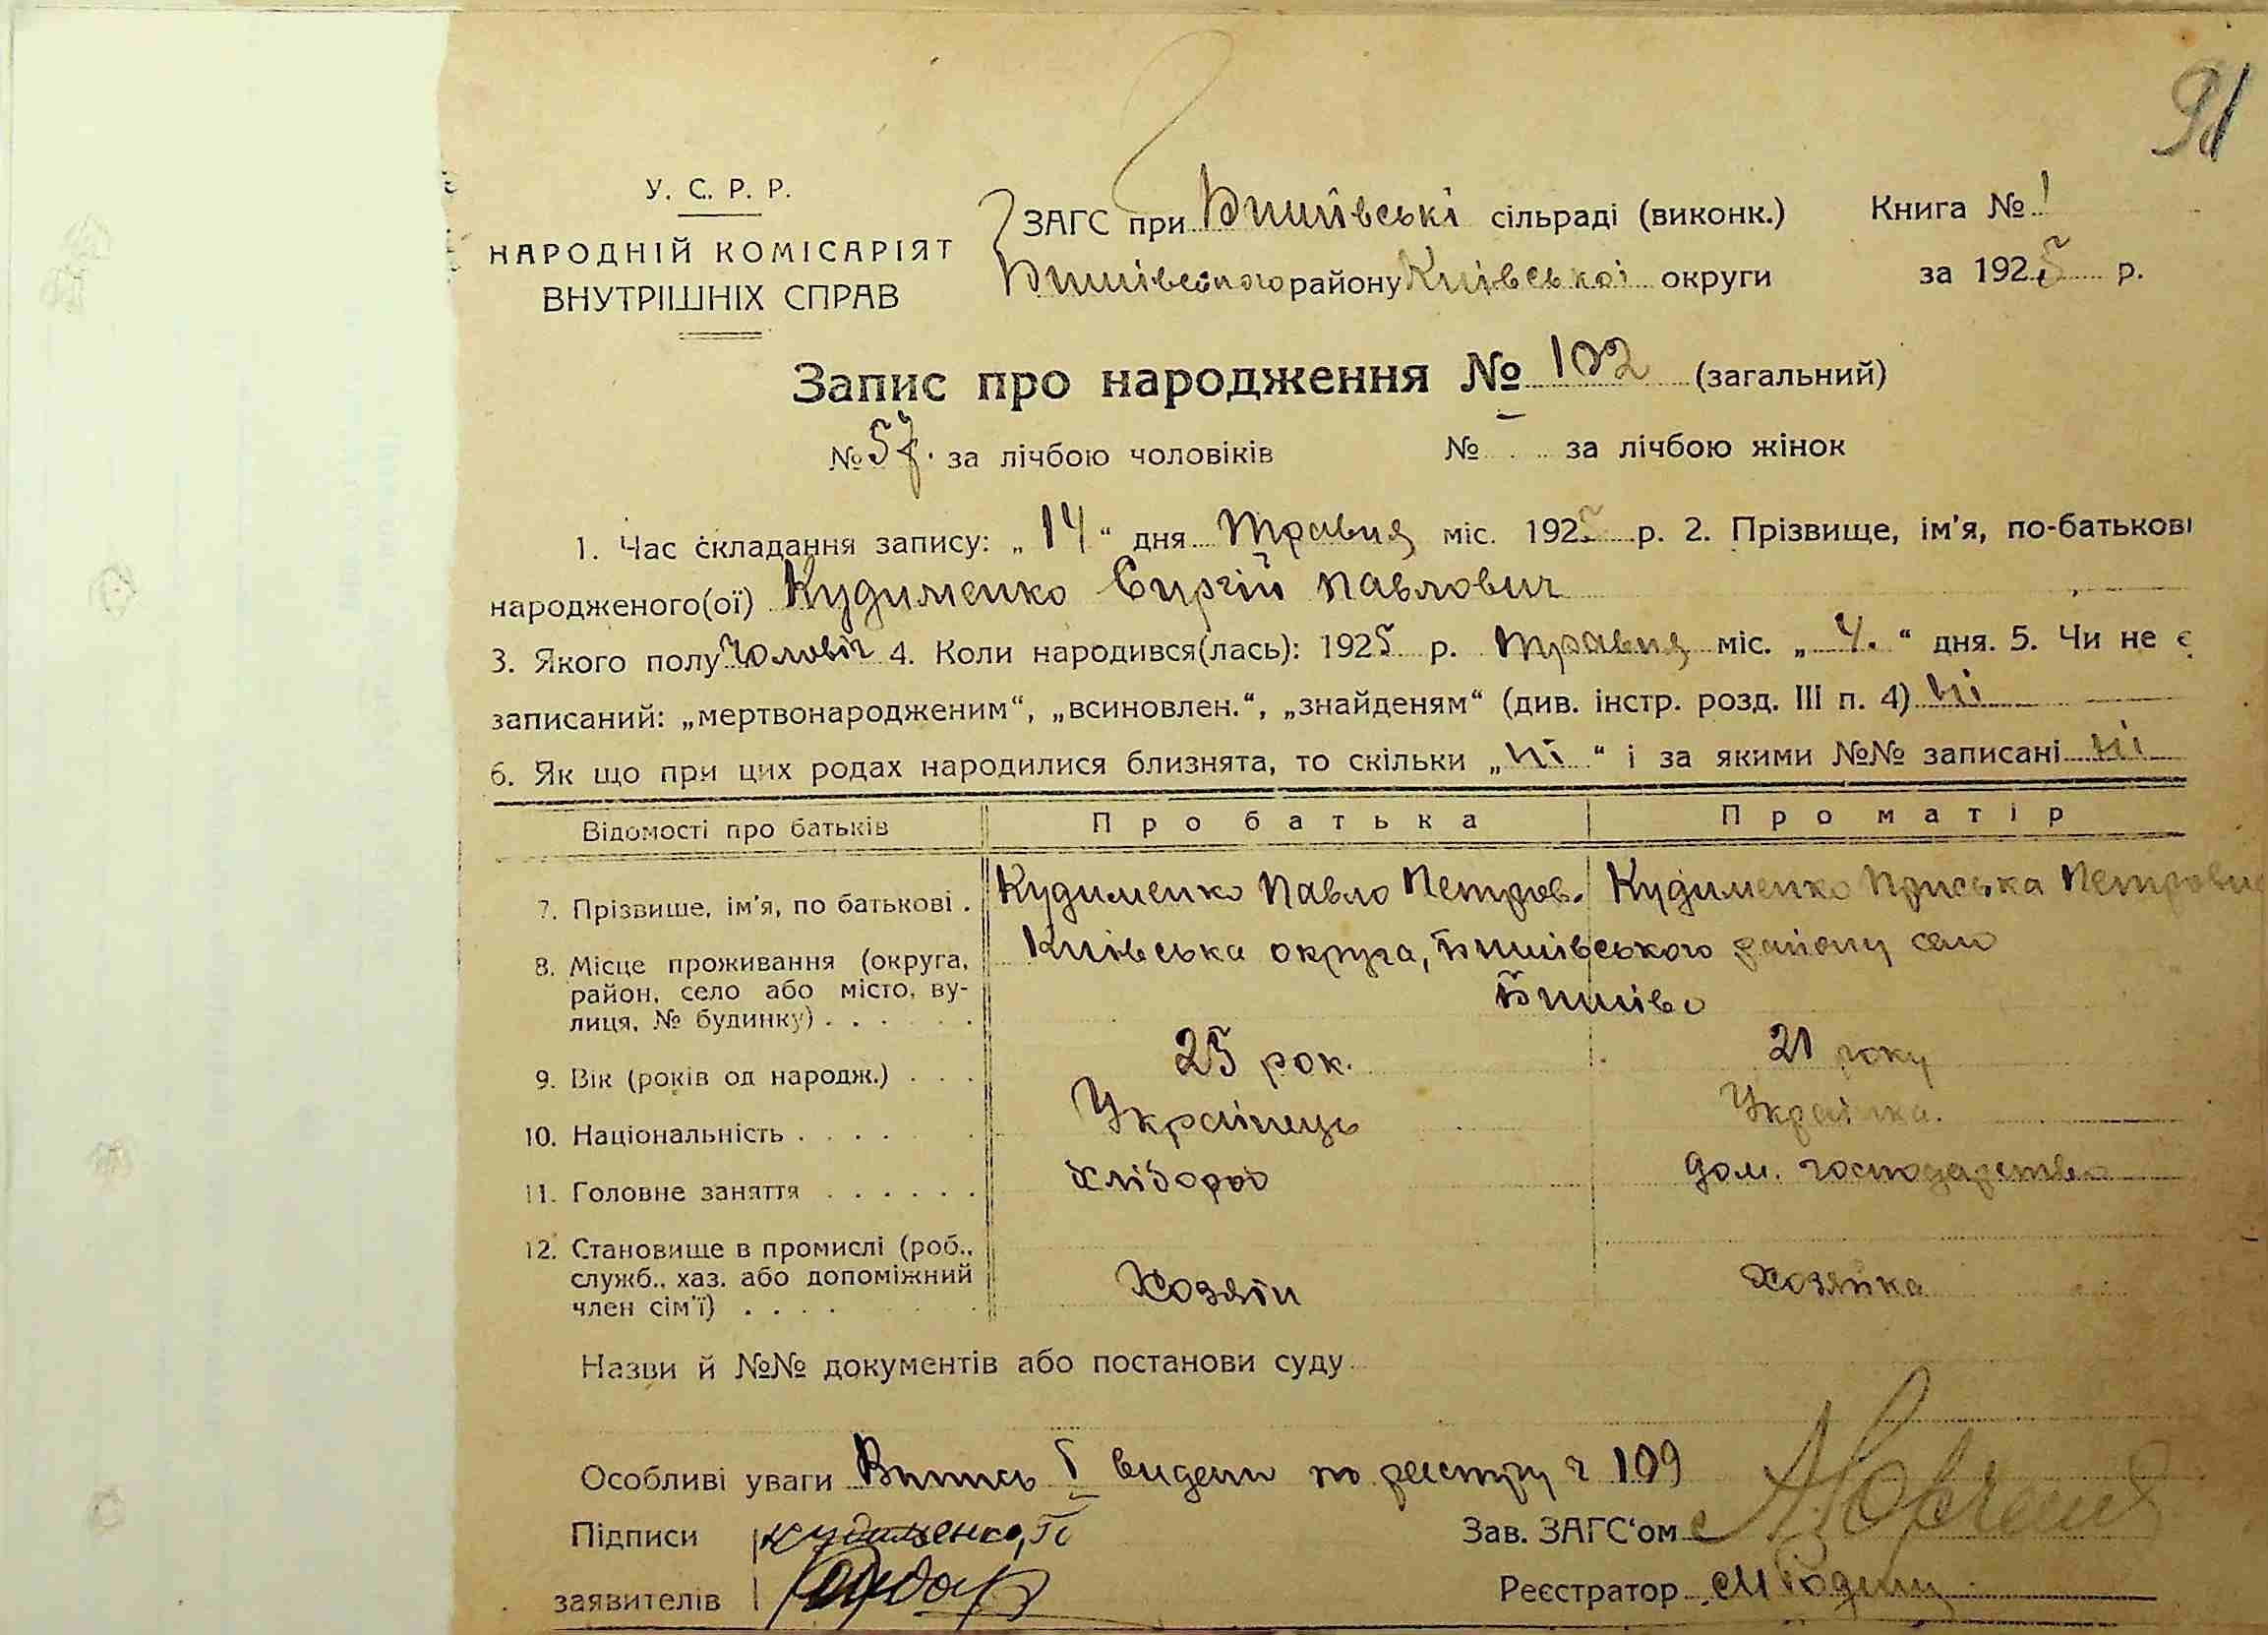 91
У. С. Р. Р.
НАРОДНІЙ КОМІСАРІЯТ
ВНУТРІШНІХ СПРАВ
ЗАГС при Бишівські сільраді (виконк.)
Бишівського району Київської округи
Книга № 1
за 1925 р.
Запис про народження № 102 (загальний)
№ 57. за лічбою чоловіків № - за лічбою жінок
1. Час складання запису: „14“ дня Травня міс. 1925 р. 2. Прізвище, ім'я, по-батькові
народженого(ої) Кудименко Сиргій Павлович
3. Якого полу Чоловіч 4. Коли народився(лась): 1925 р. Травня міс. „4.“ дня. 5. Чи не є
записаний: „мертвонародженим“, „всиновлен.“, „знайденям“ (див. інстр. розд. III п. 4) ні
6. Як що при цих родах народилися близнята, то скільки „ні“ і за якими №№ записані ні
Відомості про батьків Про батька Про матір
7. Прізвище, ім'я, по батькові . Кудименко Павло Петров. Кудименко Приська Петровн
8. Місце проживання (округа, Київська округа, Бишівського району село
район, село або місто, ву- Бишів
лиця, № будинку) . . . . .
9. Вік (років од народж.) . . . 25 рок. 21 року
10. Національність . . . . . Українець Українка.
11. Головне заняття . . . . . . Хлібороб дом. господарство
12. Становище в промислі (роб.,
служб., хаз. або допоміжний Хозяїн Хозяйка
член сім'ї) . . . .
Назви й №№ документів або постанови суду
Особливі уваги Випись видано по реєстру ч 109
Підписи Кудименко, П
заявителів
Зав. ЗАГС'ом
Реєстратор